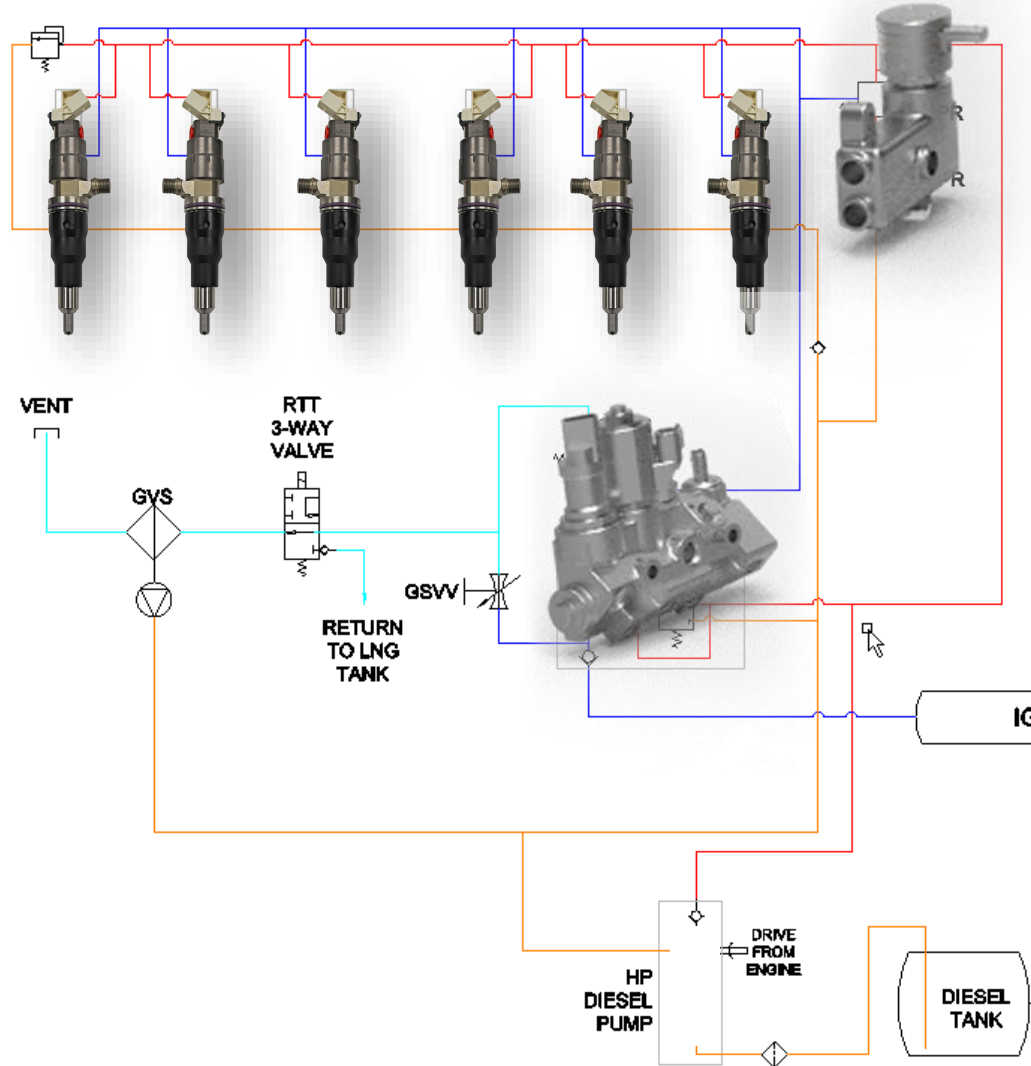 PR
R
VENT
RTT
3-WAY
VALVE
GVS
GSVV
RETURN
TO LNG
TANK
IG
DRIVE
FROM
ENGINE
HP
DIESEL
PUMP
DIESEL
TANK